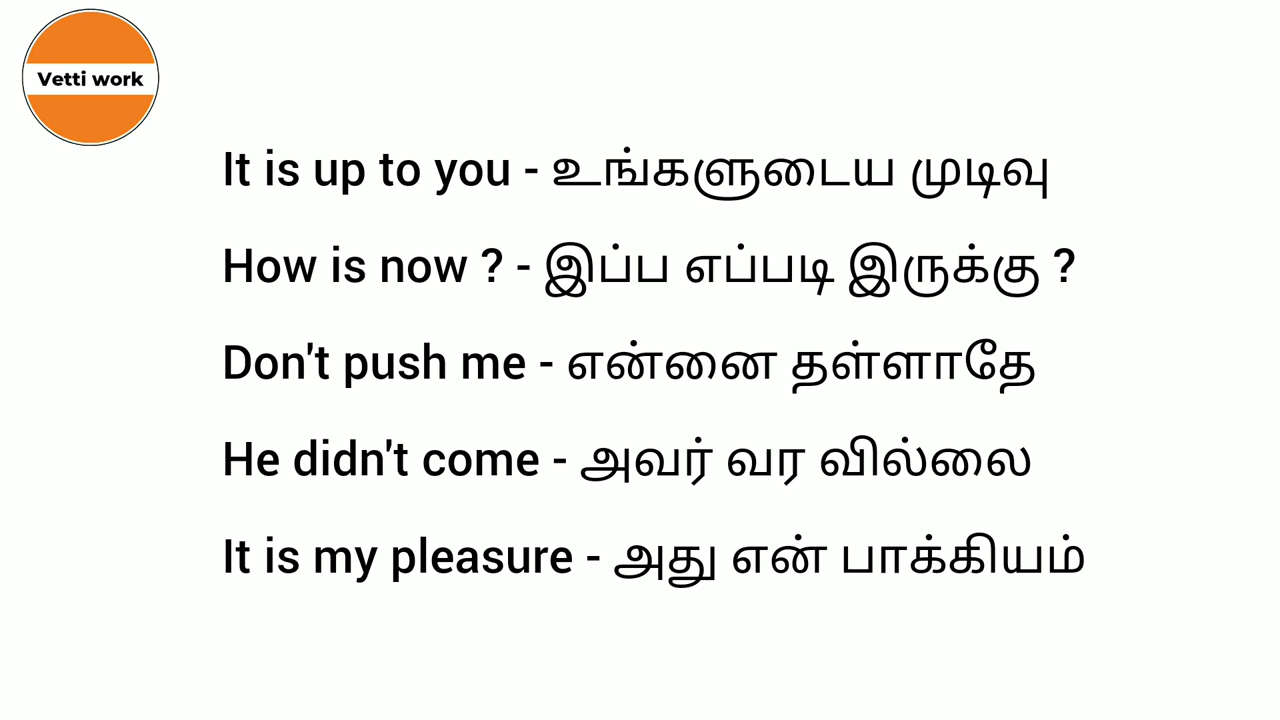 Vetti work
It is up to you - உங்களுடைய முடிவு
How is now ? - இப்ப எப்படி இருக்கு ?
Don't push me - என்னை தள்ளாதே
He didn't come - அவர் வர வில்லை
It is my pleasure - அது என் பாக்கியம்